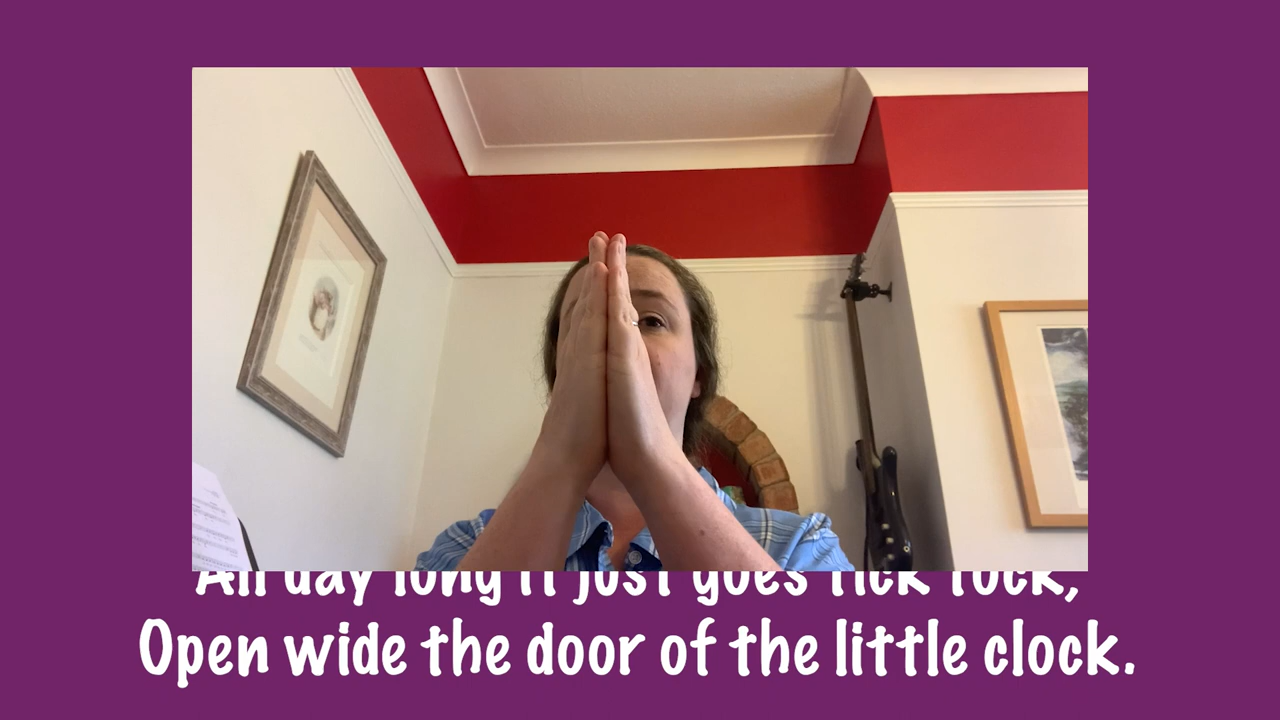 All day long it just goes tick tock,
Open wide the door of the little clock.